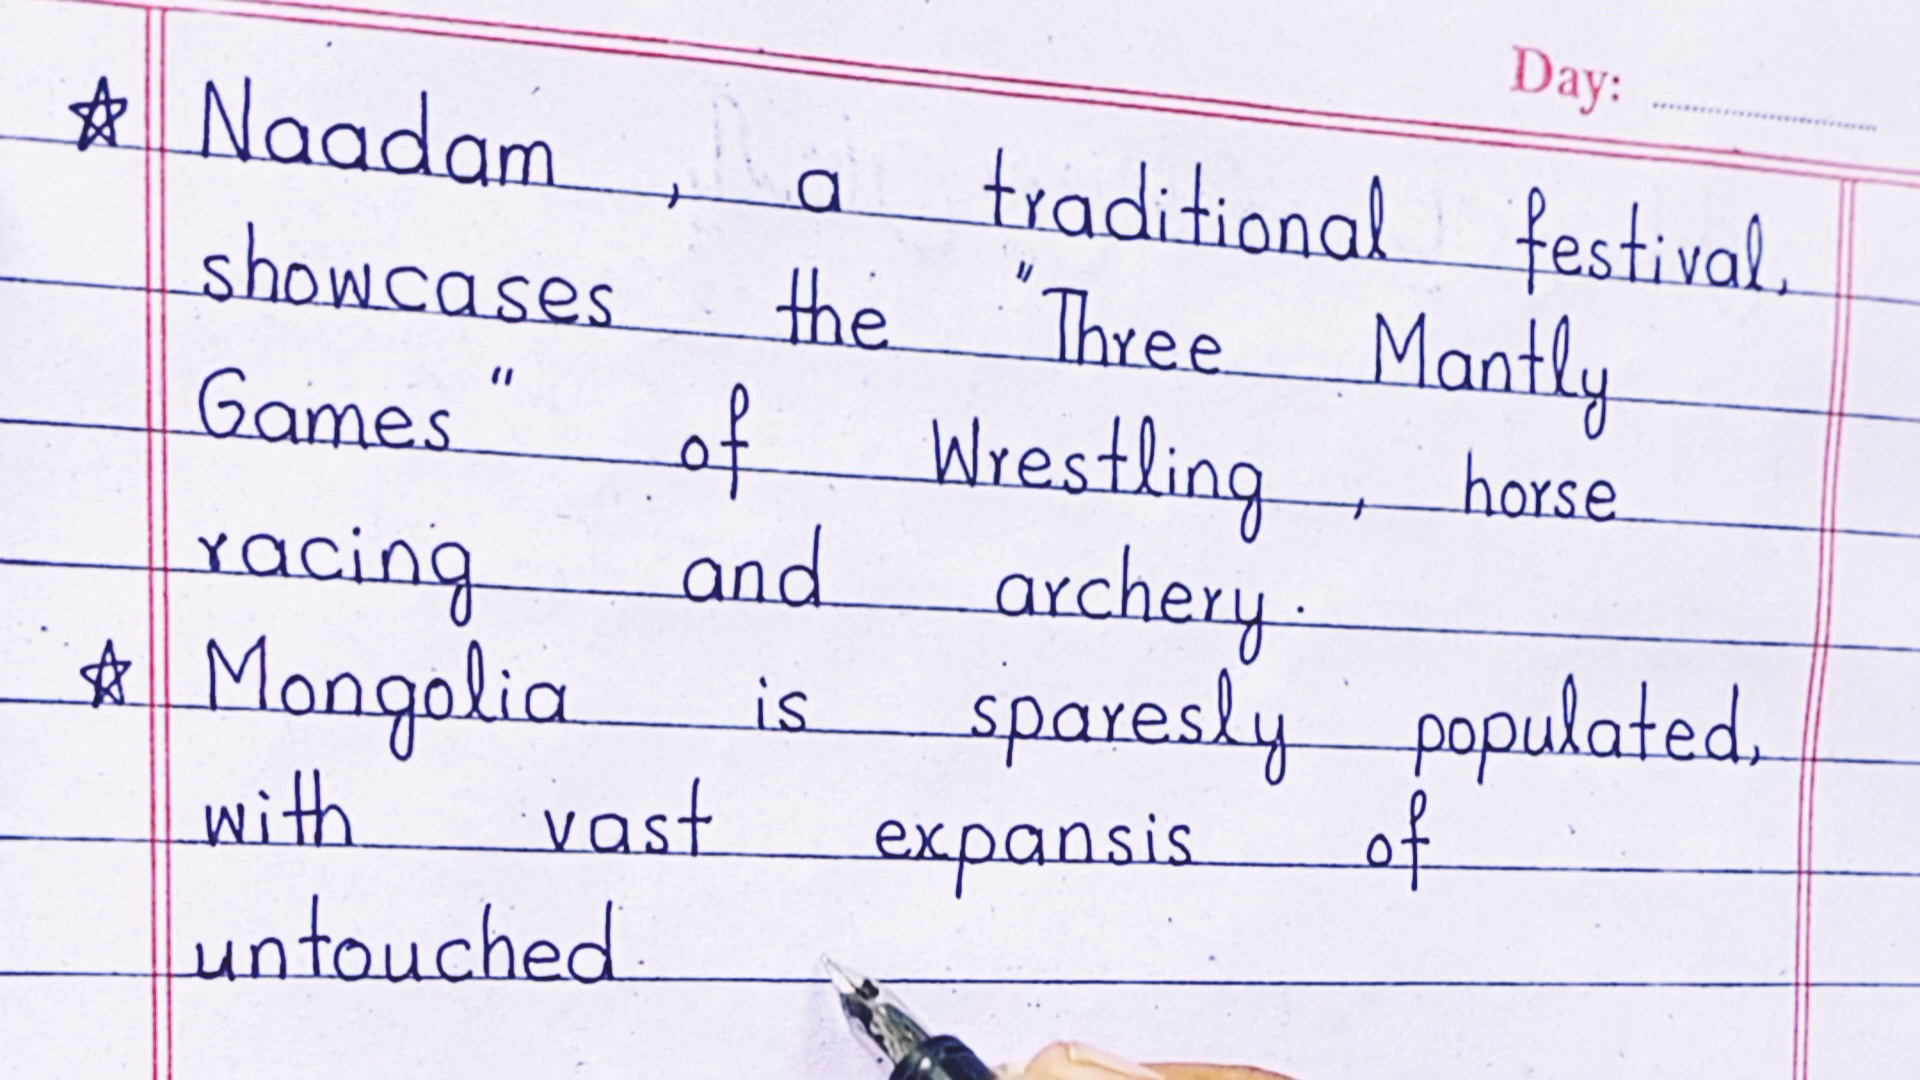 Day:
☆ Naadam, a traditional festival,
showcases the "Three Mantly
Games" of Wrestling, horse
racing and archery.
☆ Mongolia is sparesly populated,
with vast expansis of
untouched